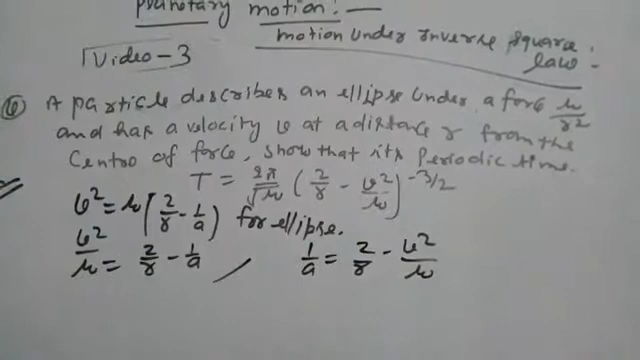 Planetary motion: —
motion under inverse square
law -
Video-3
⑥ A particle describes an ellipse under a force μ/r²
and has a velocity v at a distance r from the
Centre of force, show that its Periodic time.
T = 2π/√μ (2/r - v²/μ)^-3/2
v² = μ(2/r - 1/a) for ellipse.
v²/μ = 2/r - 1/a , 1/a = 2/r - v²/μ